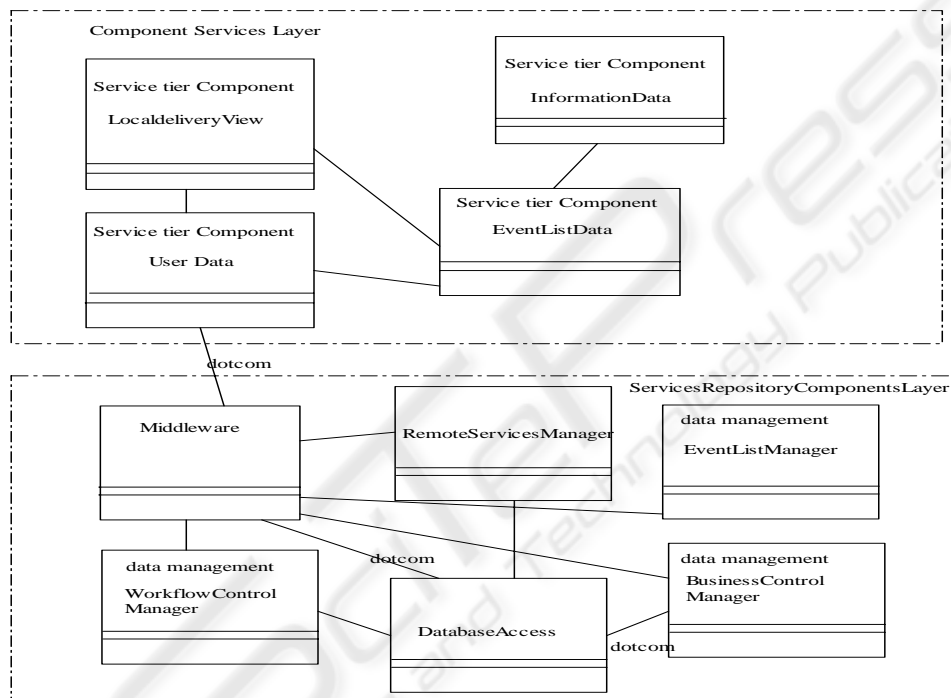 Component Services Layer
Service tier Component
LocaldeliveryView
Service tier Component
InformationData
Service tier Component
User Data
Service tier Component
EventListData
dotcom
ServicesRepositoryComponentsLayer
Middleware
RemoteServicesManager
data management
EventListManager
dotcom
data management
WorkflowControl
Manager
DatabaseAccess
data management
BusinessControl
Manager
dotcom